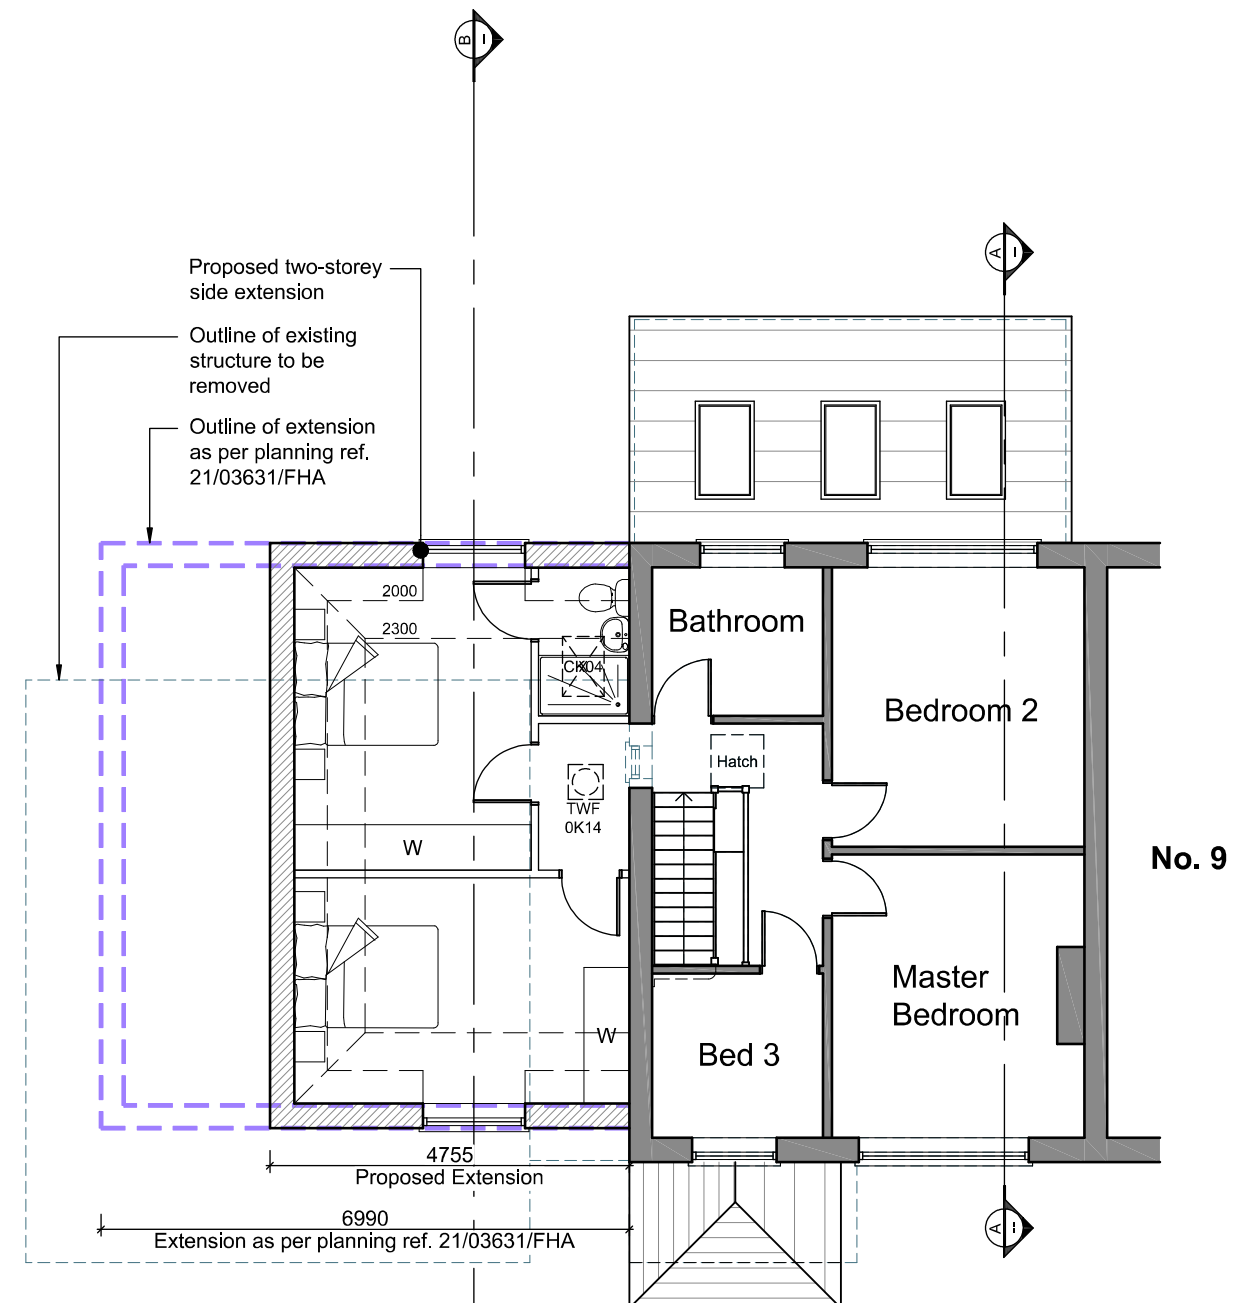 B
A
Proposed two-storey
side extension
Outline of existing
structure to be
removed
Outline of extension
as per planning ref.
21/03631/FHA
2000
2300
CK04
Bathroom
Bedroom 2
Hatch
TWF
0K14
W
No. 9
Master
Bedroom
W
Bed 3
4755
Proposed Extension
6990
Extension as per planning ref. 21/03631/FHA
A